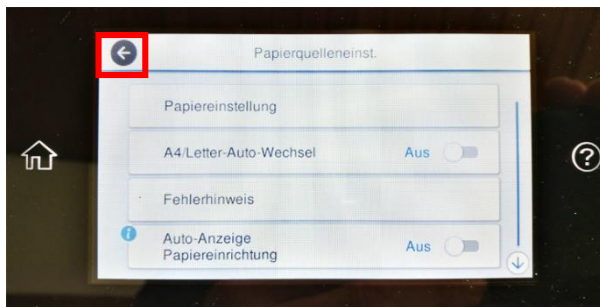 Papierquelleneinst.
Papiereinstellung
A4/Letter-Auto-Wechsel Aus
Fehlerhinweis
Auto-Anzeige
Papiereinrichtung Aus